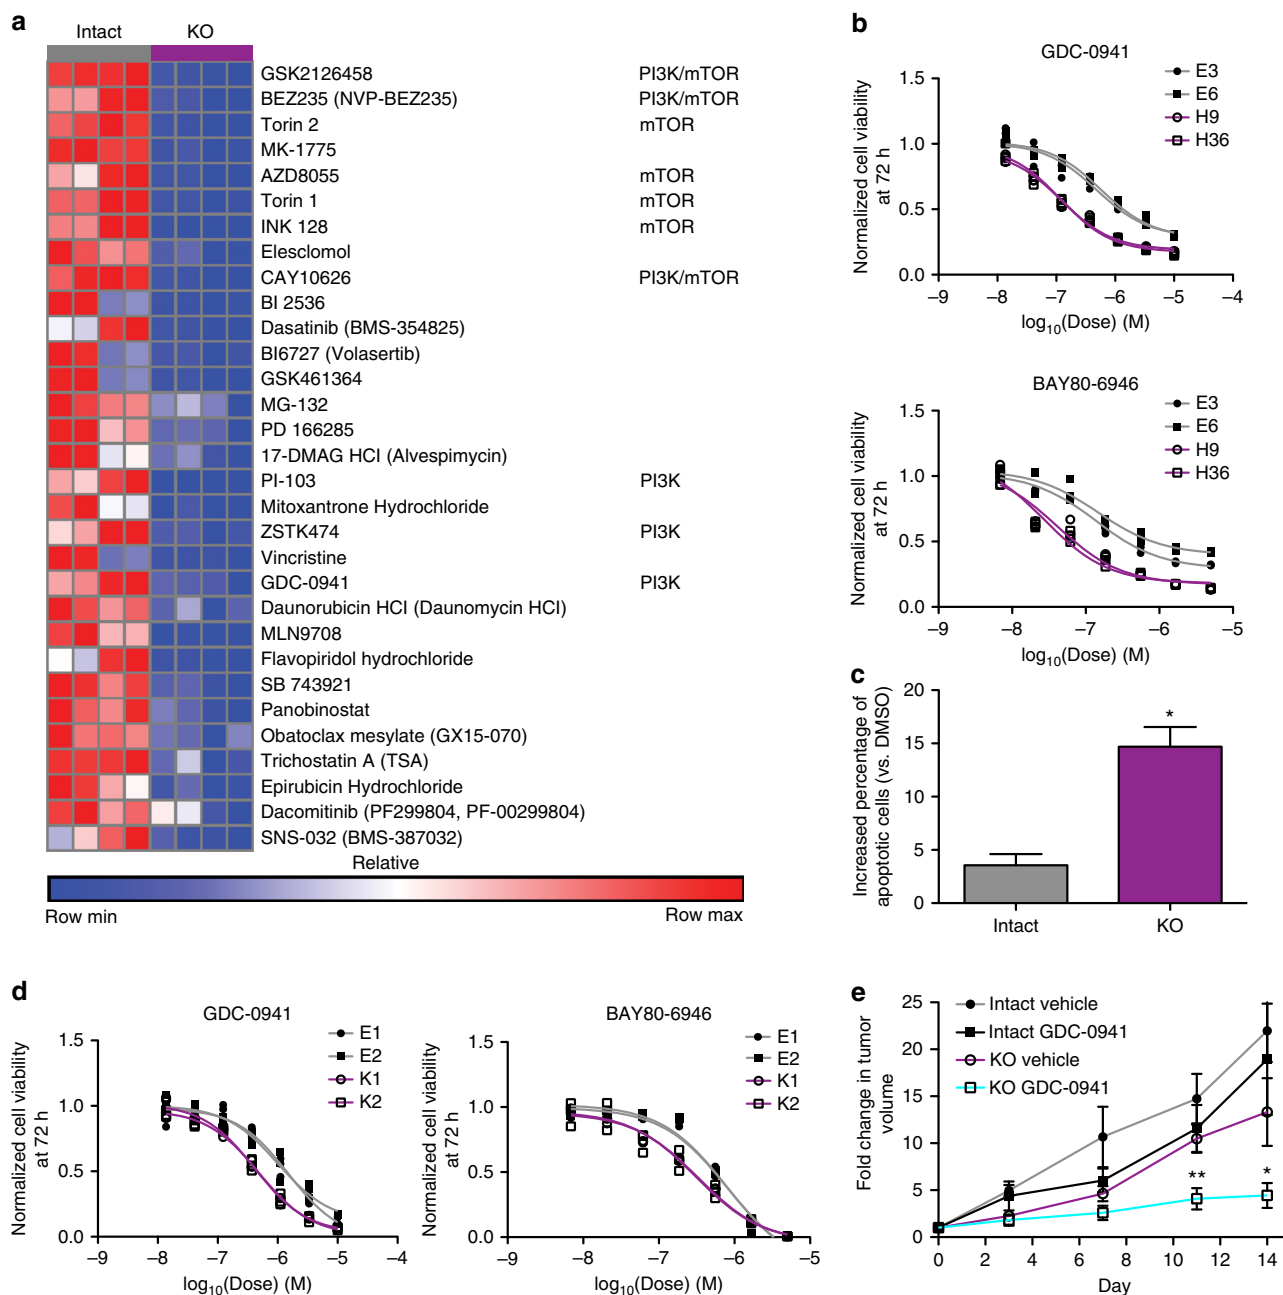 a
Intact KO
GSK2126458 PI3K/mTOR
BEZ235 (NVP-BEZ235) PI3K/mTOR
Torin 2 mTOR
MK-1775
AZD8055 mTOR
Torin 1 mTOR
INK 128 mTOR
Elesclomol
CAY10626 PI3K/mTOR
BI 2536
Dasatinib (BMS-354825)
BI6727 (Volasertib)
GSK461364
MG-132
PD 166285
17-DMAG HCl (Alvespimycin)
PI-103 PI3K
Mitoxantrone Hydrochloride
ZSTK474 PI3K
Vincristine
GDC-0941 PI3K
Daunorubicin HCl (Daunomycin HCl)
MLN9708
Flavopiridol hydrochloride
SB 743921
Panobinostat
Obatoclax mesylate (GX15-070)
Trichostatin A (TSA)
Epirubicin Hydrochloride
Dacomitinib (PF299804, PF-00299804)
SNS-032 (BMS-387032)
Relative
Row min Row max
b
GDC-0941
Normalized cell viability
at 72 h
1.5
1.0
0.5
0.0
E3
E6
H9
H36
–9 –8 –7 –6 –5 –4
log10(Dose) (M)
BAY80-6946
Normalized cell viability
at 72 h
1.5
1.0
0.5
0.0
E3
E6
H9
H36
–9 –8 –7 –6 –5
log10(Dose) (M)
c
Increased percentage of
apoptotic cells (vs. DMSO)
20
15
10
5
0
*
Intact KO
d
GDC-0941
Normalized cell viability
at 72 h
1.5
1.0
0.5
0.0
E1
E2
K1
K2
–9 –8 –7 –6 –5 –4
log10(Dose) (M)
BAY80-6946
Normalized cell viability
at 72 h
1.5
1.0
0.5
0.0
E1
E2
K1
K2
–9 –8 –7 –6 –5
log10(Dose) (M)
e
Fold change in tumor
volume
25
20
15
10
5
0
Intact vehicle
Intact GDC-0941
KO vehicle
KO GDC-0941
** *
0 2 4 6 8 10 12 14
Day